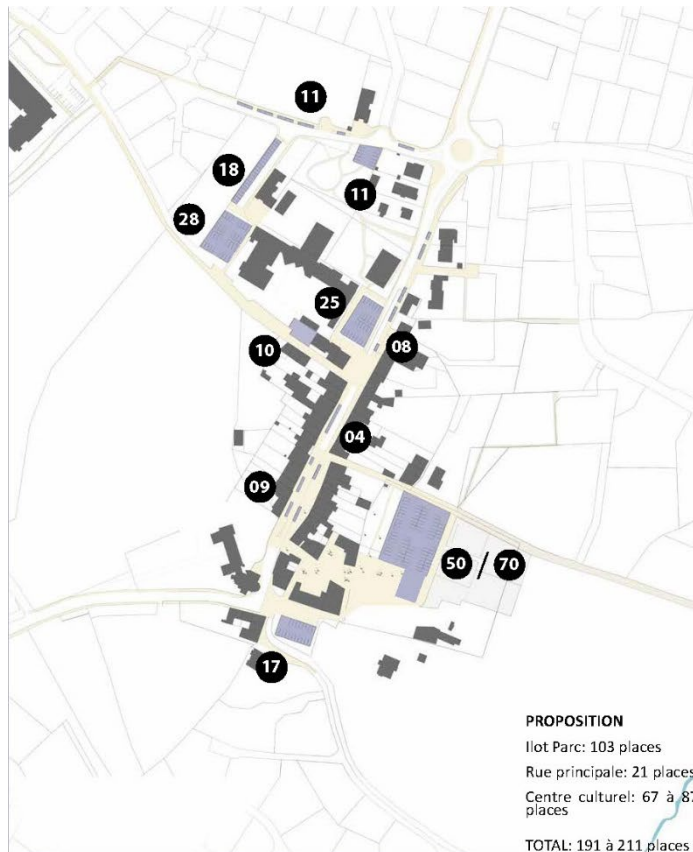 11
18
11
28
25
08
10
04
09
50 / 70
17
PROPOSITION
Ilot Parc: 103 places
Rue principale: 21 places
Centre culturel: 67 à 87
places
TOTAL: 191 à 211 places